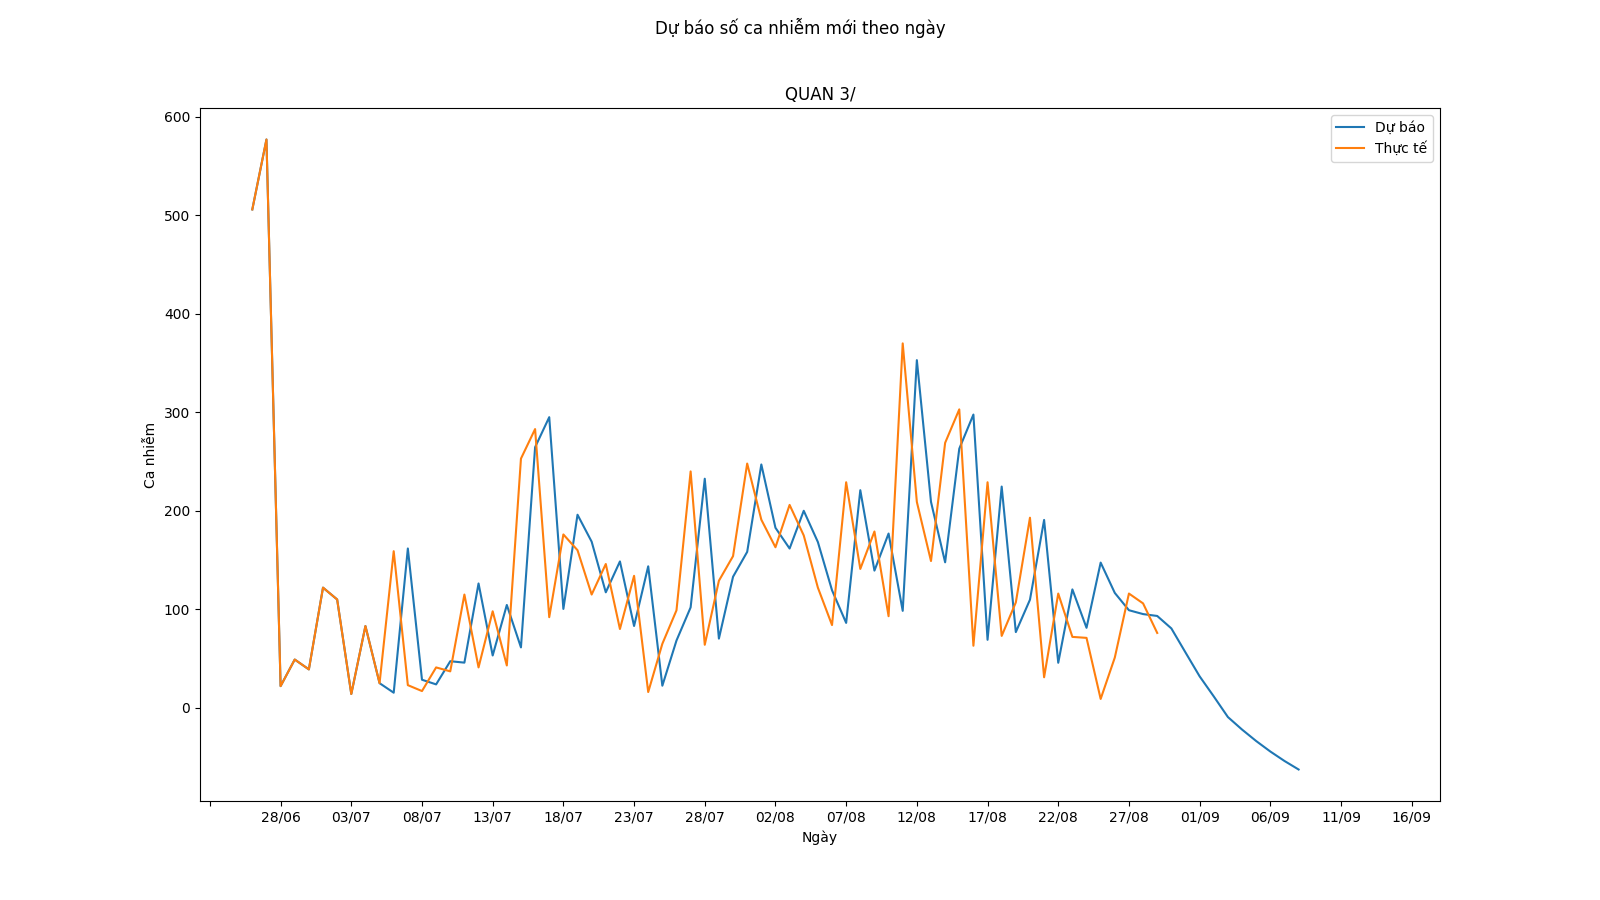 Dự báo số ca nhiễm mới theo ngày
QUAN 3/
Dự báo
Thực tế
600
500
400
300
200
100
0
Ca nhiễm
28/06 03/07 08/07 13/07 18/07 23/07 28/07 02/08 07/08 12/08 17/08 22/08 27/08 01/09 06/09 11/09 16/09
Ngày